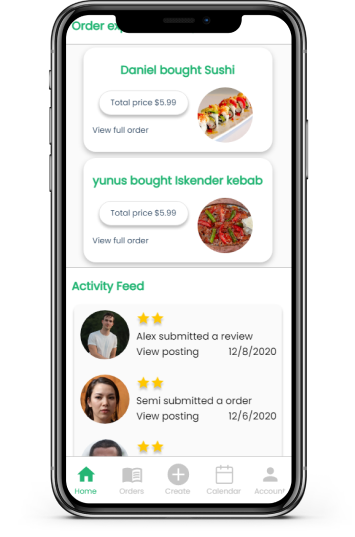 Order exp
Daniel bought Sushi
Total price $5.99
View full order
yunus bought Iskender kebab
Total price $5.99
View full order
Activity Feed
Alex submitted a review
View posting 12/8/2020
Semi submitted a order
View posting 12/6/2020
Home Orders Create Calendar Account